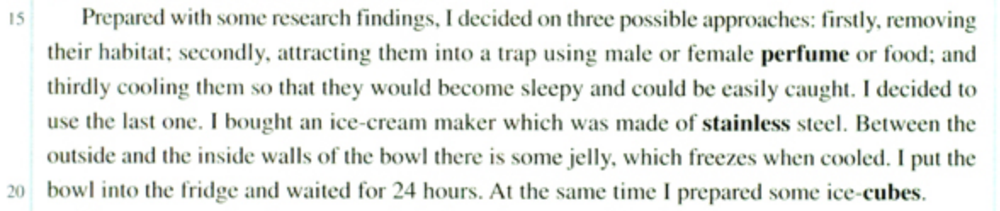 15 Prepared with some research findings, I decided on three possible approaches: firstly, removing
their habitat; secondly, attracting them into a trap using male or female perfume or food; and
thirdly cooling them so that they would become sleepy and could be easily caught. I decided to
use the last one. I bought an ice-cream maker which was made of stainless steel. Between the
outside and the inside walls of the bowl there is some jelly, which freezes when cooled. I put the
20 bowl into the fridge and waited for 24 hours. At the same time I prepared some ice-cubes.